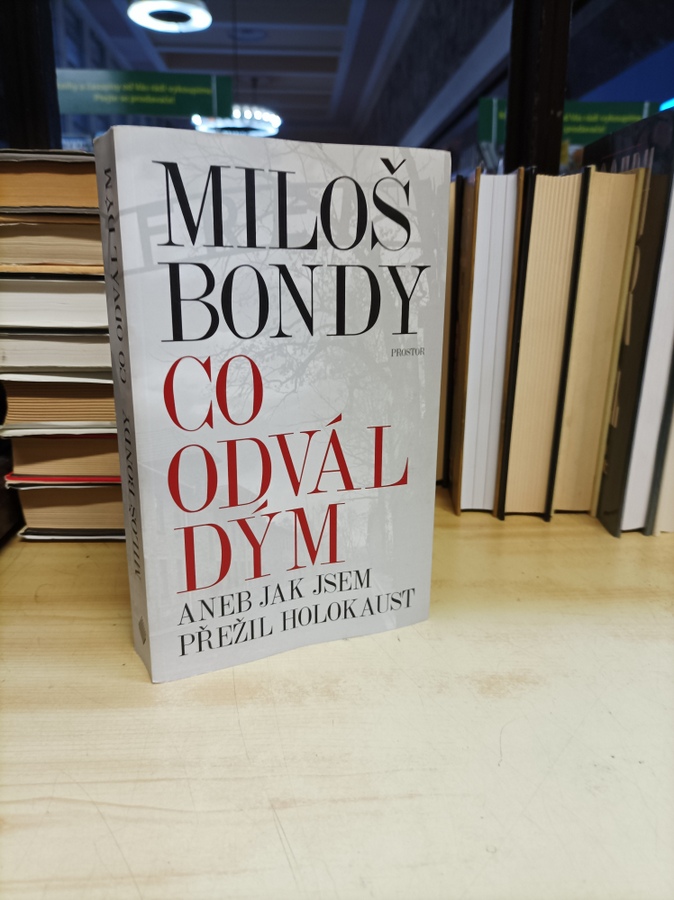 MILOŠ
BONDY
PROSTOR
CO
ODVÁL
DÝM
ANEB JAK JSEM
PŘEŽIL HOLOKAUST
MILOŠ BONDY CO ODVÁL DÝM